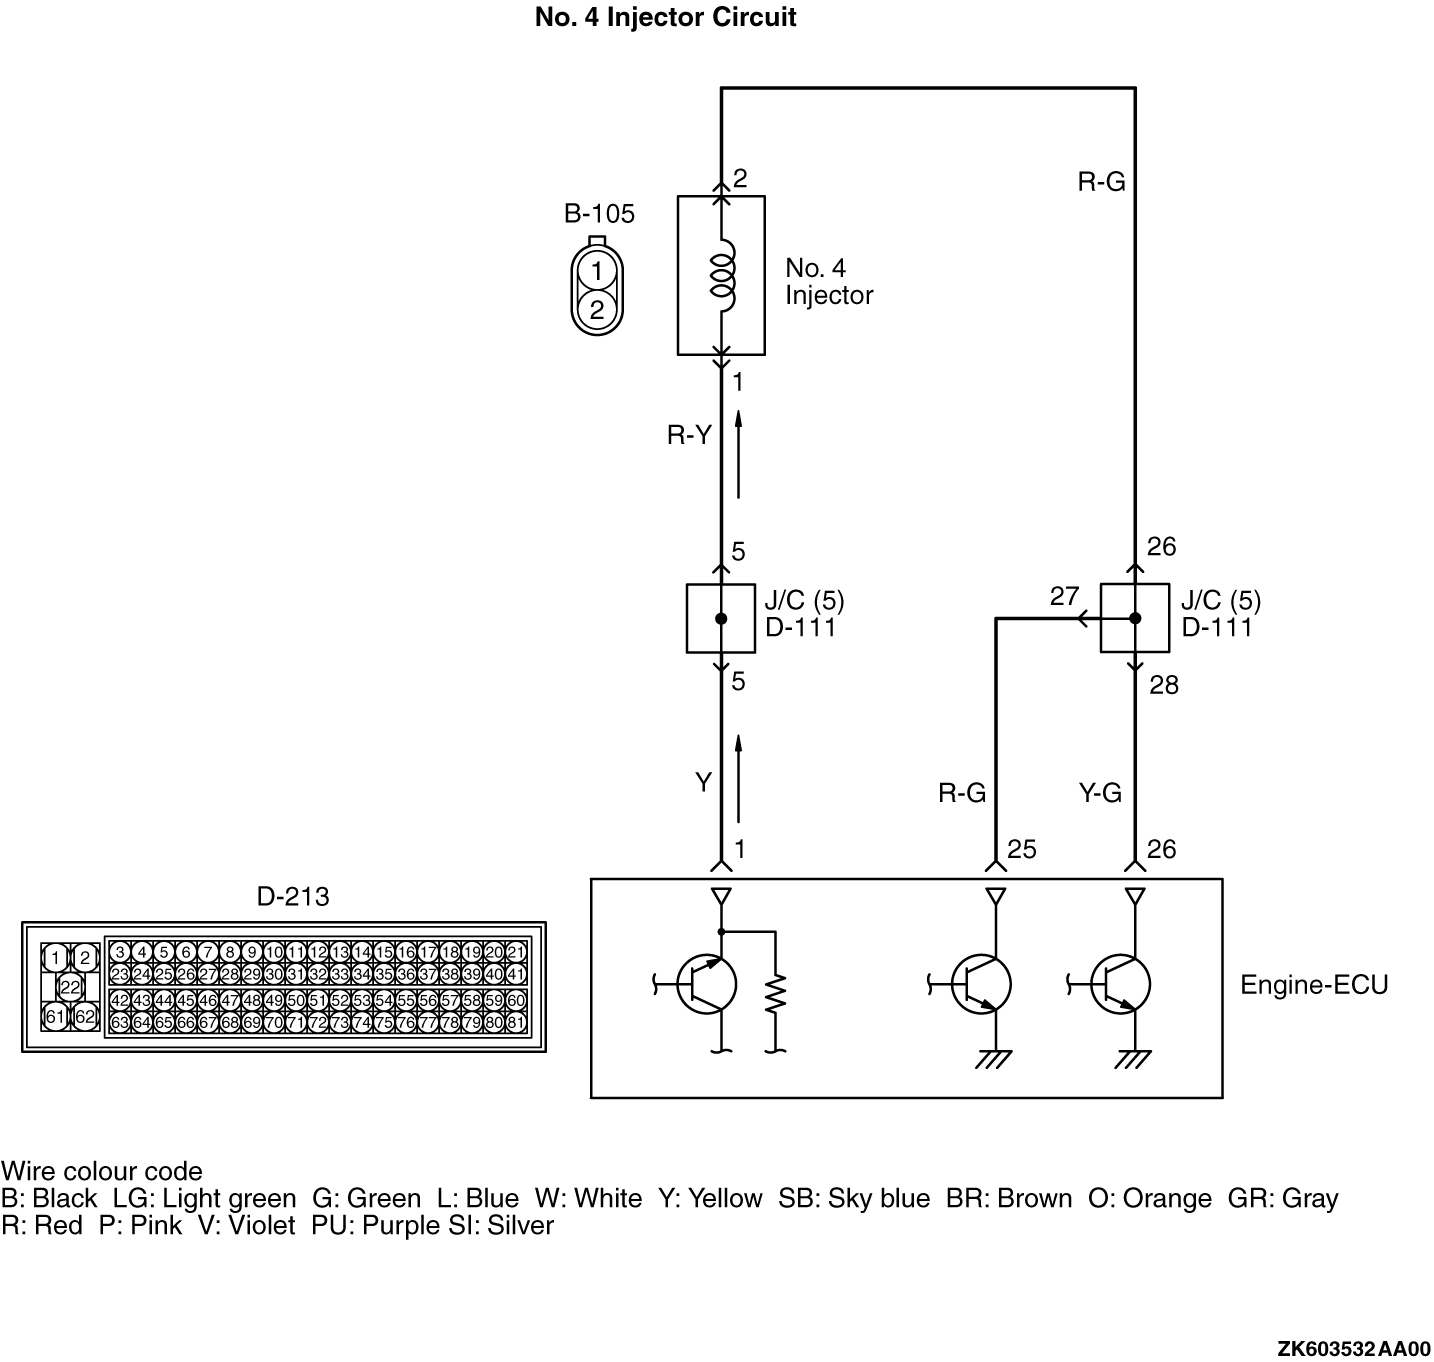 No. 4 Injector Circuit
2
R-G
B-105
1
2
No. 4
Injector
1
R-Y
5
26
27
J/C (5)
D-111
J/C (5)
D-111
5
28
Y
R-G
Y-G
1
25
26
D-213
1 2 3 4 5 6 7 8 9 10 11 12 13 14 15 16 17 18 19 20 21
22 23 24 25 26 27 28 29 30 31 32 33 34 35 36 37 38 39 40 41
42 43 44 45 46 47 48 49 50 51 52 53 54 55 56 57 58 59 60
61 62 63 64 65 66 67 68 69 70 71 72 73 74 75 76 77 78 79 80 81
Engine-ECU
Wire colour code
B: Black LG: Light green G: Green L: Blue W: White Y: Yellow SB: Sky blue BR: Brown O: Orange GR: Gray
R: Red P: Pink V: Violet PU: Purple SI: Silver
ZK603532AA00